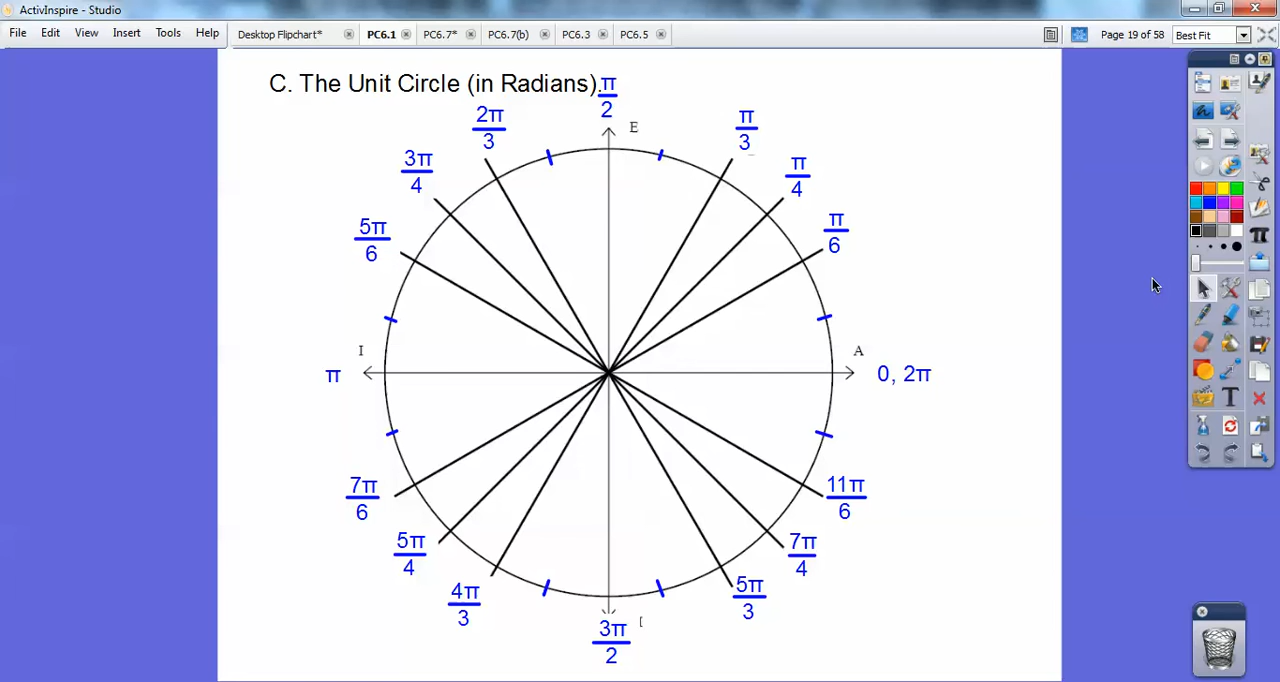 ActivInspire - Studio
File Edit View Insert Tools Help
Desktop Flipchart* PC6.1 PC6.7* PC6.7(b) PC6.3 PC6.5
Page 19 of 58 Best Fit
C. The Unit Circle (in Radians).
π/2
E
2π/3
π/3
3π/4
π/4
5π/6
π/6
I
A
π
0, 2π
7π/6
11π/6
5π/4
7π/4
4π/3
5π/3
3π/2